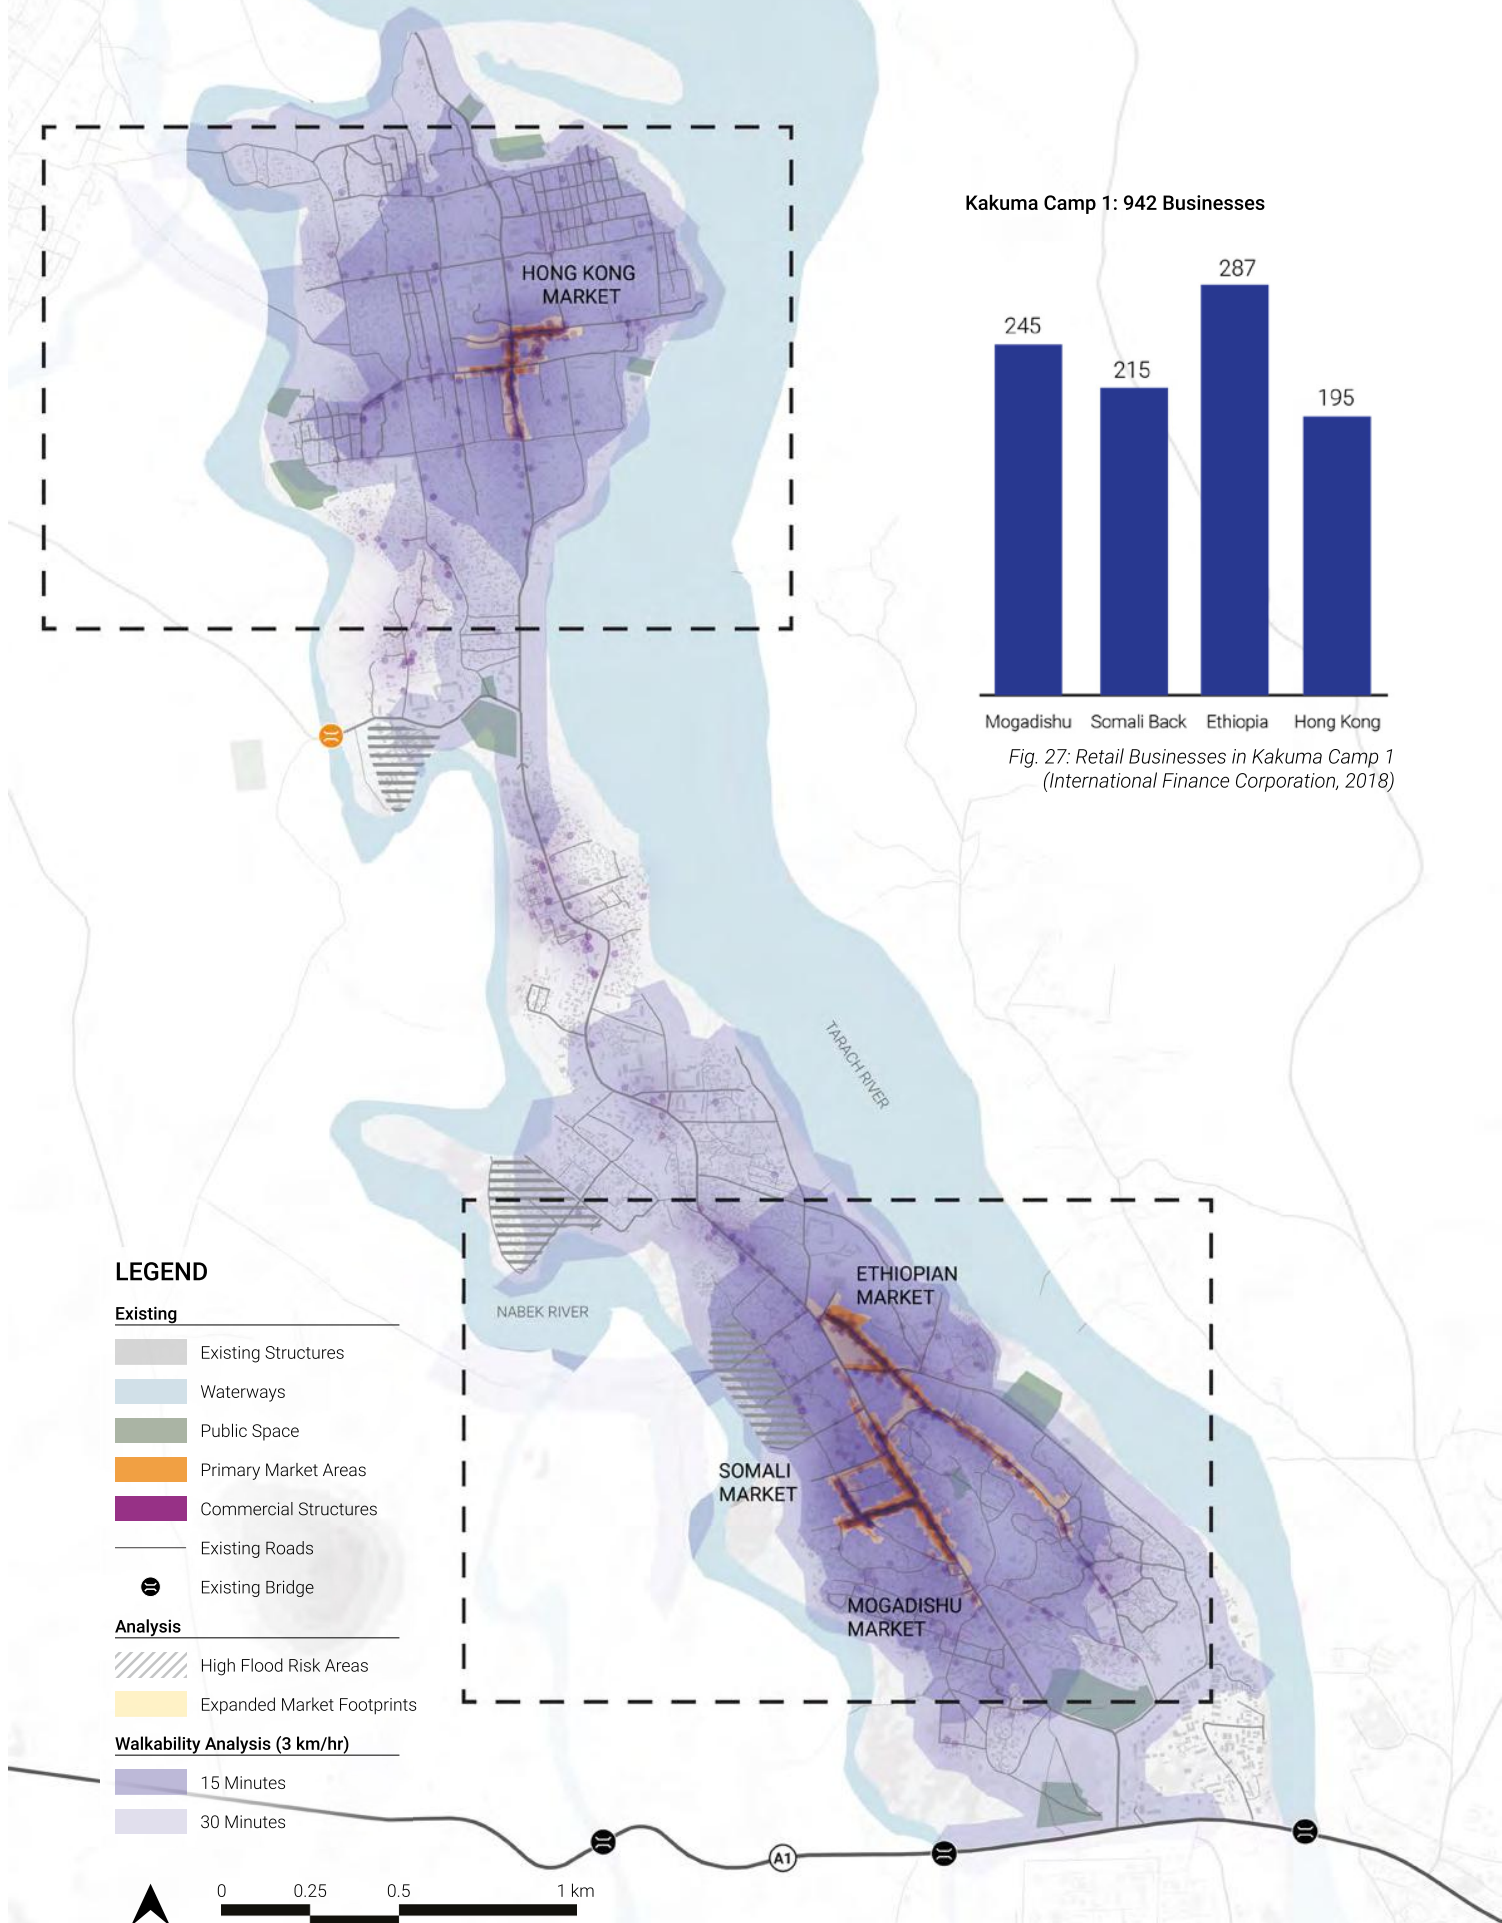 HONG KONG
MARKET
Kakuma Camp 1: 942 Businesses
287
245
215
195
Mogadishu
Somali Back
Ethiopia
Hong Kong
Fig. 27: Retail Businesses in Kakuma Camp 1
(International Finance Corporation, 2018)
TARACH RIVER
ETHIOPIAN
MARKET
NABEK RIVER
SOMALI
MARKET
MOGADISHU
MARKET
LEGEND
Existing
Existing Structures
Waterways
Public Space
Primary Market Areas
Commercial Structures
Existing Roads
Existing Bridge
Analysis
High Flood Risk Areas
Expanded Market Footprints
Walkability Analysis (3 km/hr)
15 Minutes
30 Minutes
A1
0
0.25
0.5
1 km